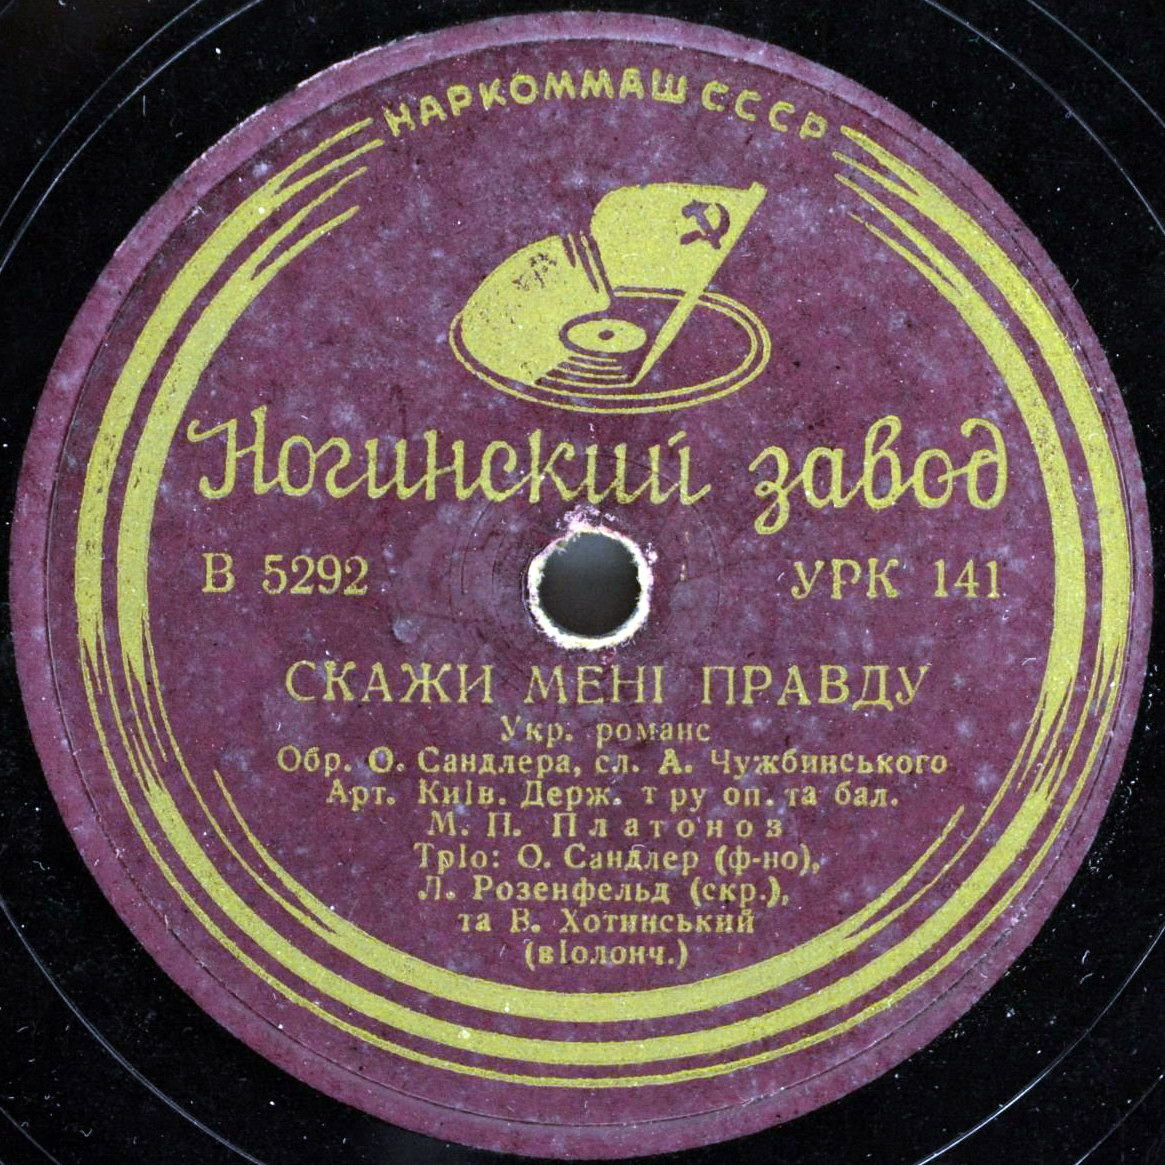 НАРКОММАШ СССР
Ногинский завод
В 5292 УРК 141
СКАЖИ МЕНІ ПРАВДУ
Укр. романс
Обр. О. Сандлера, сл. А. Чужбинського
Арт. Київ. Держ. т ру оп. та бал.
М. П. Платоноз
Тріо: О. Сандлер (ф-но),
Л. Розенфельд (скр.),
та В. Хотинський
(віолонч.)